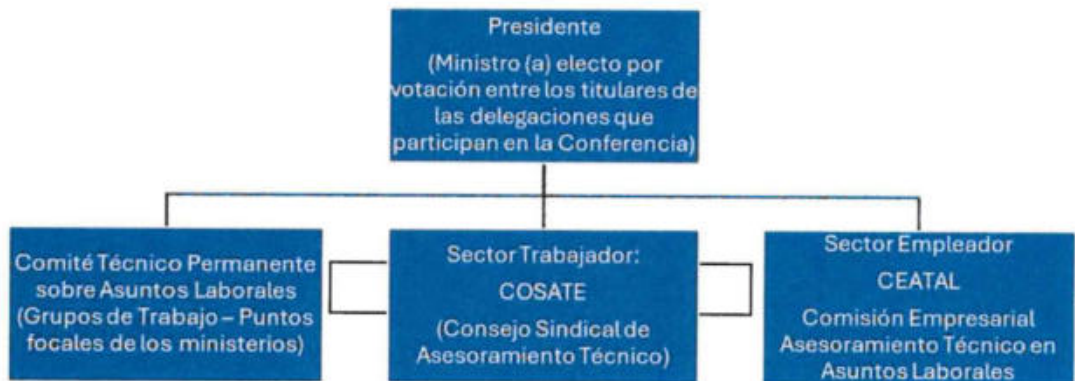 Presidente
(Ministro (a) electo por
votación entre los titulares de
las delegaciones que
participan en la Conferencia)
Comité Técnico Permanente
sobre Asuntos Laborales
(Grupos de Trabajo – Puntos
focales de los ministerios)
Sector Trabajador:
COSATE
(Consejo Sindical de
Asesoramiento Técnico)
Sector Empleador
CEATAL
Comisión Empresarial
Asesoramiento Técnico en
Asuntos Laborales